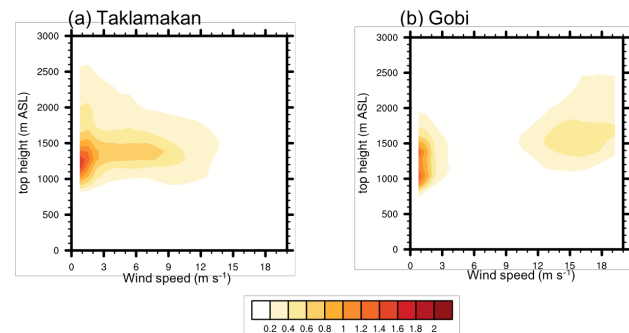 (a) Taklamakan
(b) Gobi
3000
2500
2000
1500
1000
500
0
top height (m ASL)
0 3 6 9 12 15 18
Wind speed (m s⁻¹)
3000
2500
2000
1500
1000
500
0
top height (m ASL)
0 3 6 9 12 15 18
Wind speed (m s⁻¹)
0.2 0.4 0.6 0.8 1 1.2 1.4 1.6 1.8 2